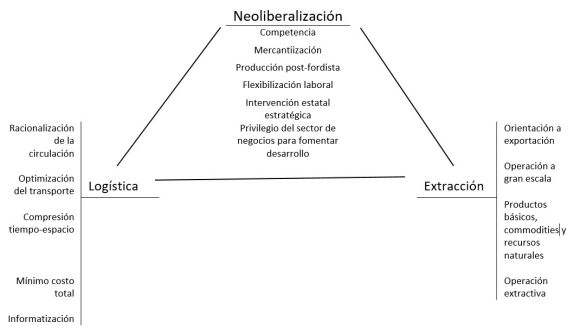 Neoliberalización
Competencia
Mercantiización
Producción post-fordista
Flexibilización laboral
Intervención estatal
estratégica
Privilegio del sector de
negocios para fomentar
desarrollo
Racionalización
de la
circulación
Optimización
del transporte
Compresión
tiempo-espacio
Mínimo costo
total
Informatización
Logística
Extracción
Orientación a
exportación
Operación a
gran escala
Productos
básicos,
commodities y
recursos
naturales
Operación
extractiva